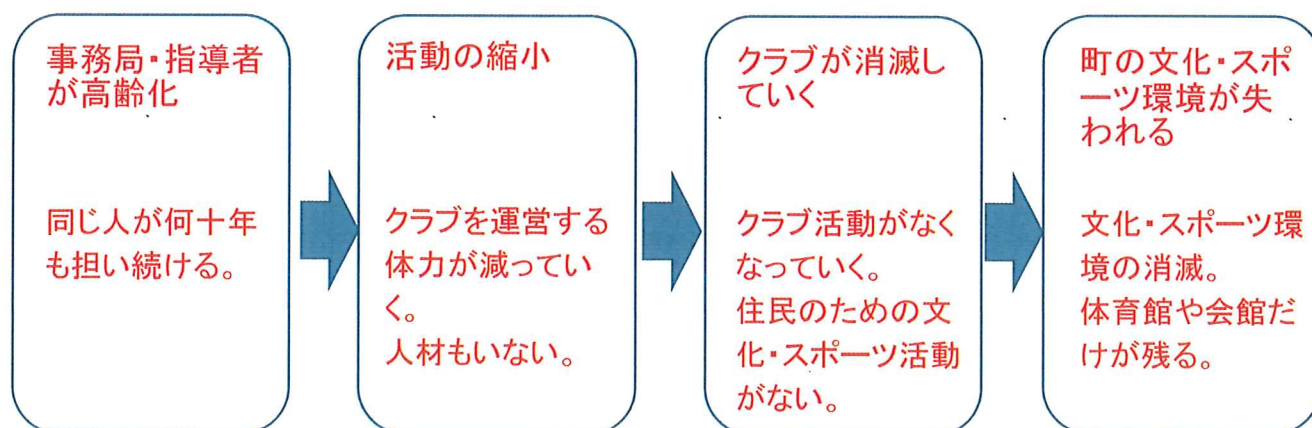 事務局・指導者
が高齢化
同じ人が何十年
も担い続ける。
活動の縮小
クラブを運営する
体力が減ってい
く。
人材もいない。
クラブが消滅し
ていく
クラブ活動がなく
なっていく。
住民のための文
化・スポーツ活動
がない。
町の文化・スポ
ーツ環境が失
われる
文化・スポーツ環
境の消滅。
体育館や会館だ
けが残る。